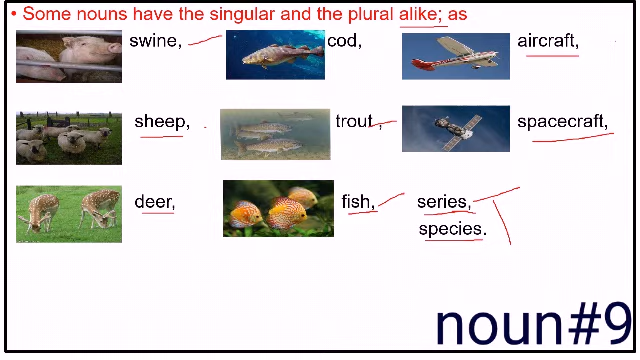 • Some nouns have the singular and the plural alike; as
swine, cod, aircraft,
sheep, trout, spacecraft,
deer, fish, series,
species.
noun#9